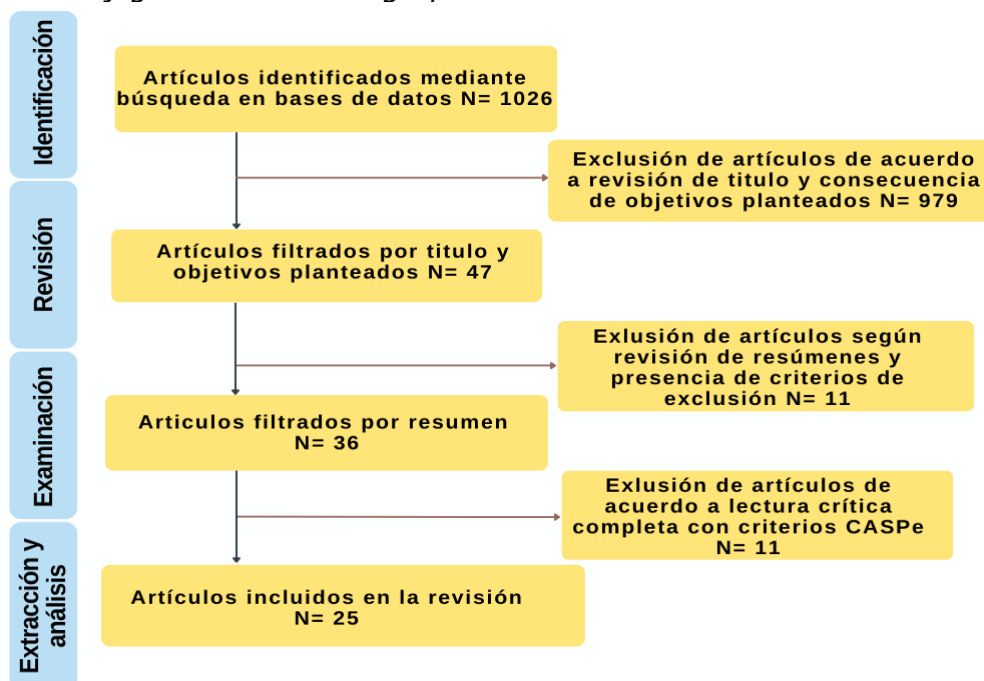 Identificación
Artículos identificados mediante
búsqueda en bases de datos N= 1026
Exclusión de artículos de acuerdo
a revisión de titulo y consecuencia
de objetivos planteados N= 979
Revisión
Artículos filtrados por titulo y
objetivos planteados N= 47
Exlusión de artículos según
revisión de resúmenes y
presencia de criterios de
exclusión N= 11
Examinación
Articulos filtrados por resumen
N= 36
Exlusión de artículos de
acuerdo a lectura crítica
completa con criterios CASPe
N= 11
Extracción y
análisis
Artículos incluidos en la revisión
N= 25